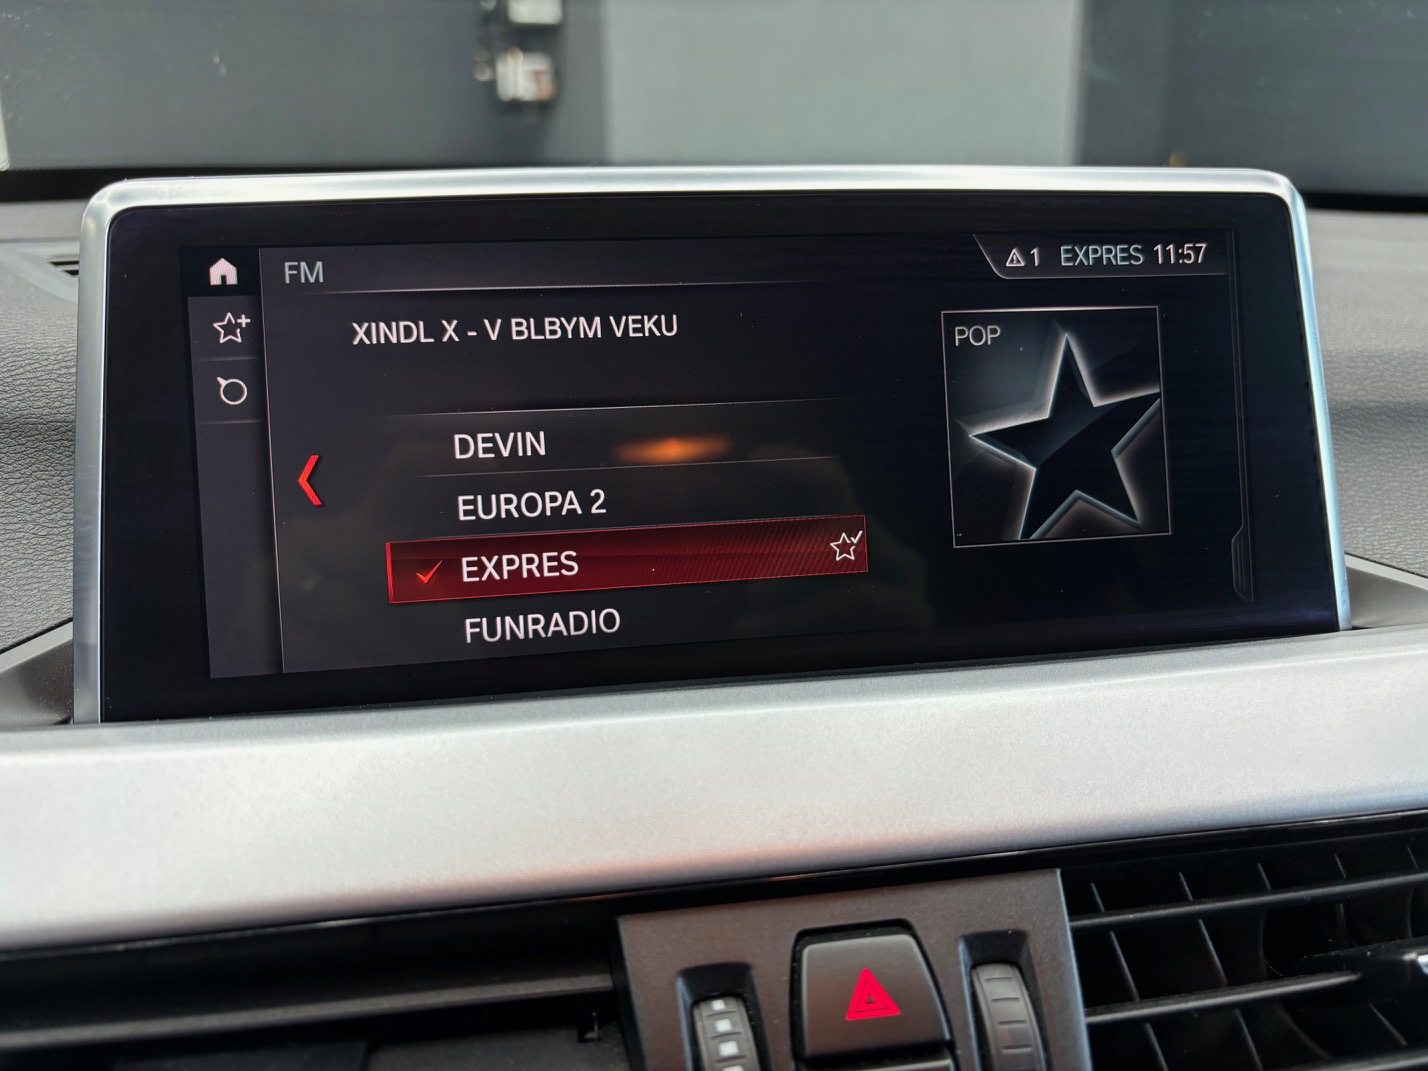 FM
1 EXPRES 11:57
XINDL X - V BLBYM VEKU
POP
DEVIN
EUROPA 2
EXPRES
FUNRADIO